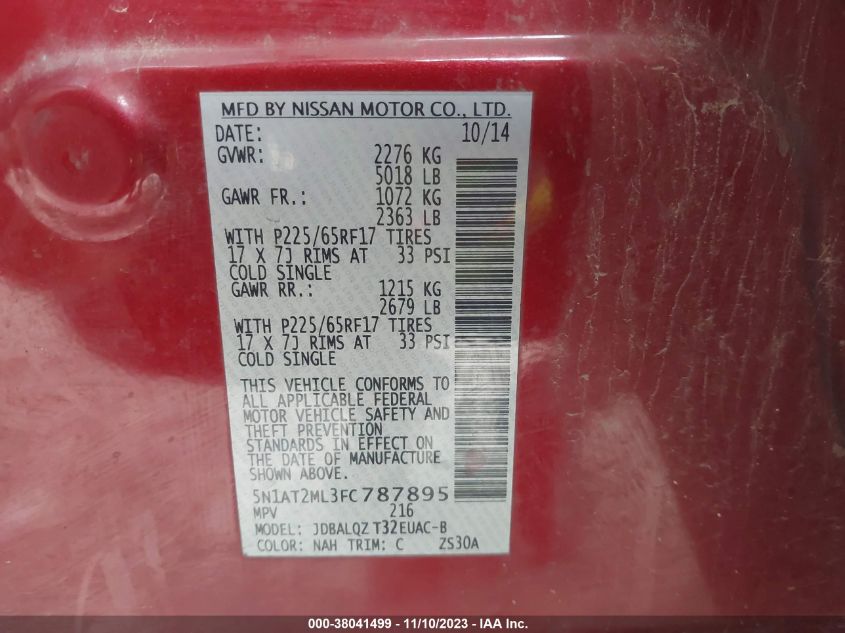 MFD BY NISSAN MOTOR CO., LTD.
DATE: 10/14
GVWR: 2276 KG
5018 LB
GAWR FR.: 1072 KG
2363 LB
WITH P225/65RF17 TIRES
17 X 7J RIMS AT 33 PSI
COLD SINGLE
GAWR RR.: 1215 KG
2679 LB
WITH P225/65RF17 TIRES
17 X 7J RIMS AT 33 PSI
COLD SINGLE
THIS VEHICLE CONFORMS TO
ALL APPLICABLE FEDERAL
MOTOR VEHICLE SAFETY AND
THEFT PREVENTION
STANDARDS IN EFFECT ON
THE DATE OF MANUFACTURE
SHOWN ABOVE.
5N1AT2ML3FC787895
MPV 216
MODEL: JDBALQZ T32EUAC-B
COLOR: NAH TRIM: C ZS30A
000-38041499 - 11/10/2023 - IAA Inc.